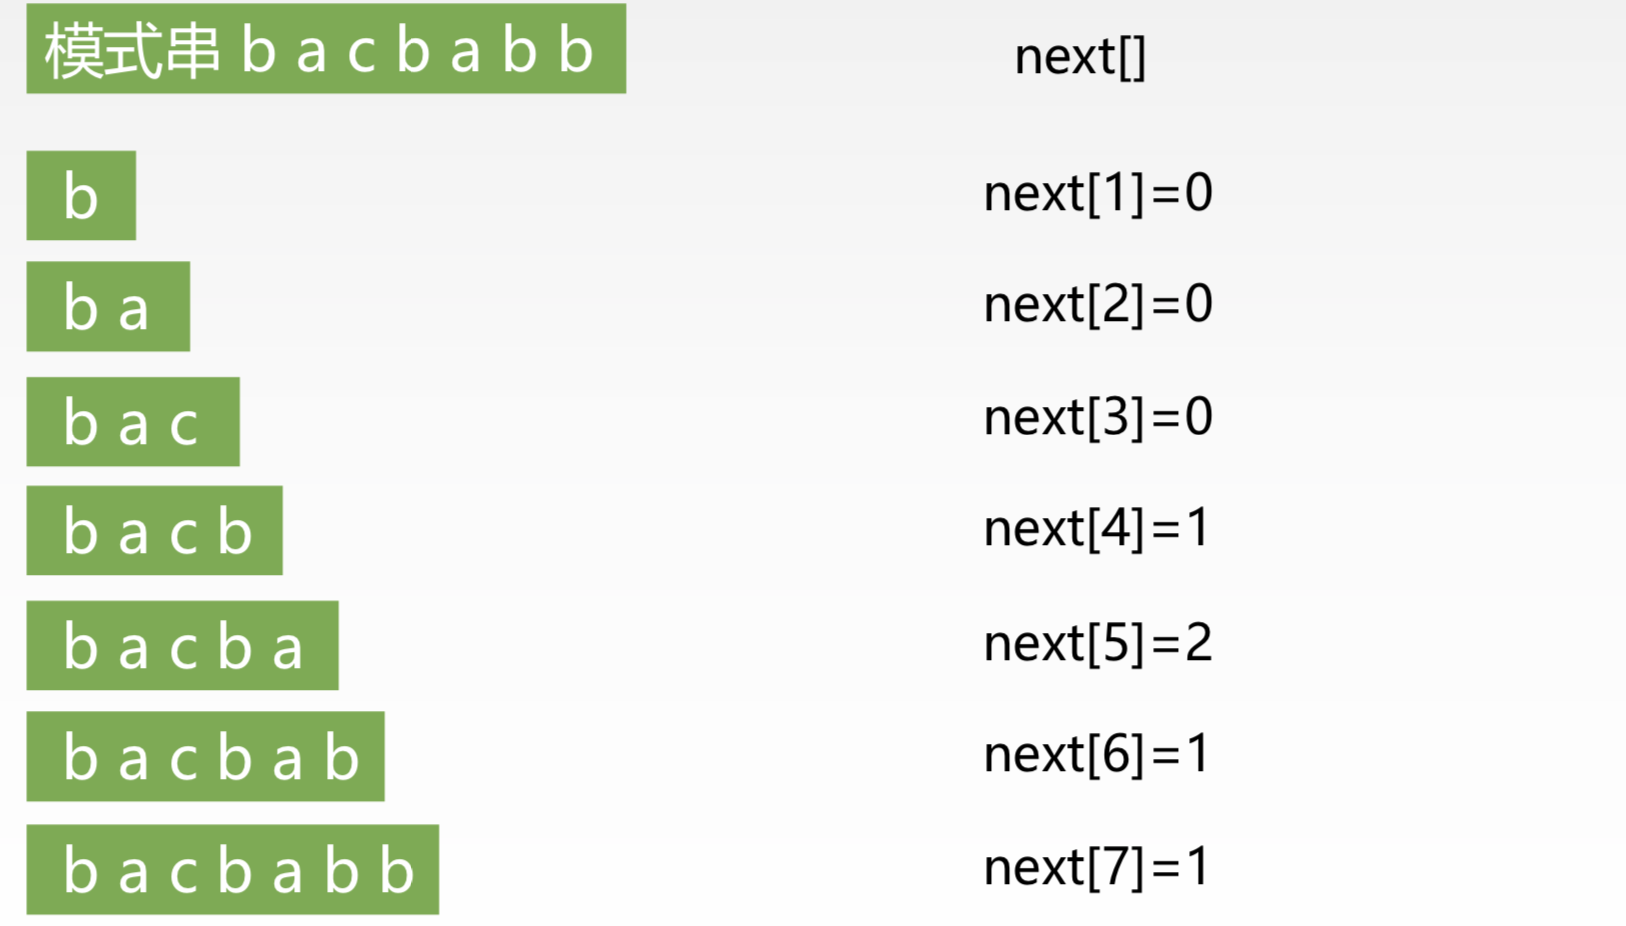 模式串 b a c b a b b
next[]
b
next[1]=0
b a
next[2]=0
b a c
next[3]=0
b a c b
next[4]=1
b a c b a
next[5]=2
b a c b a b
next[6]=1
b a c b a b b
next[7]=1